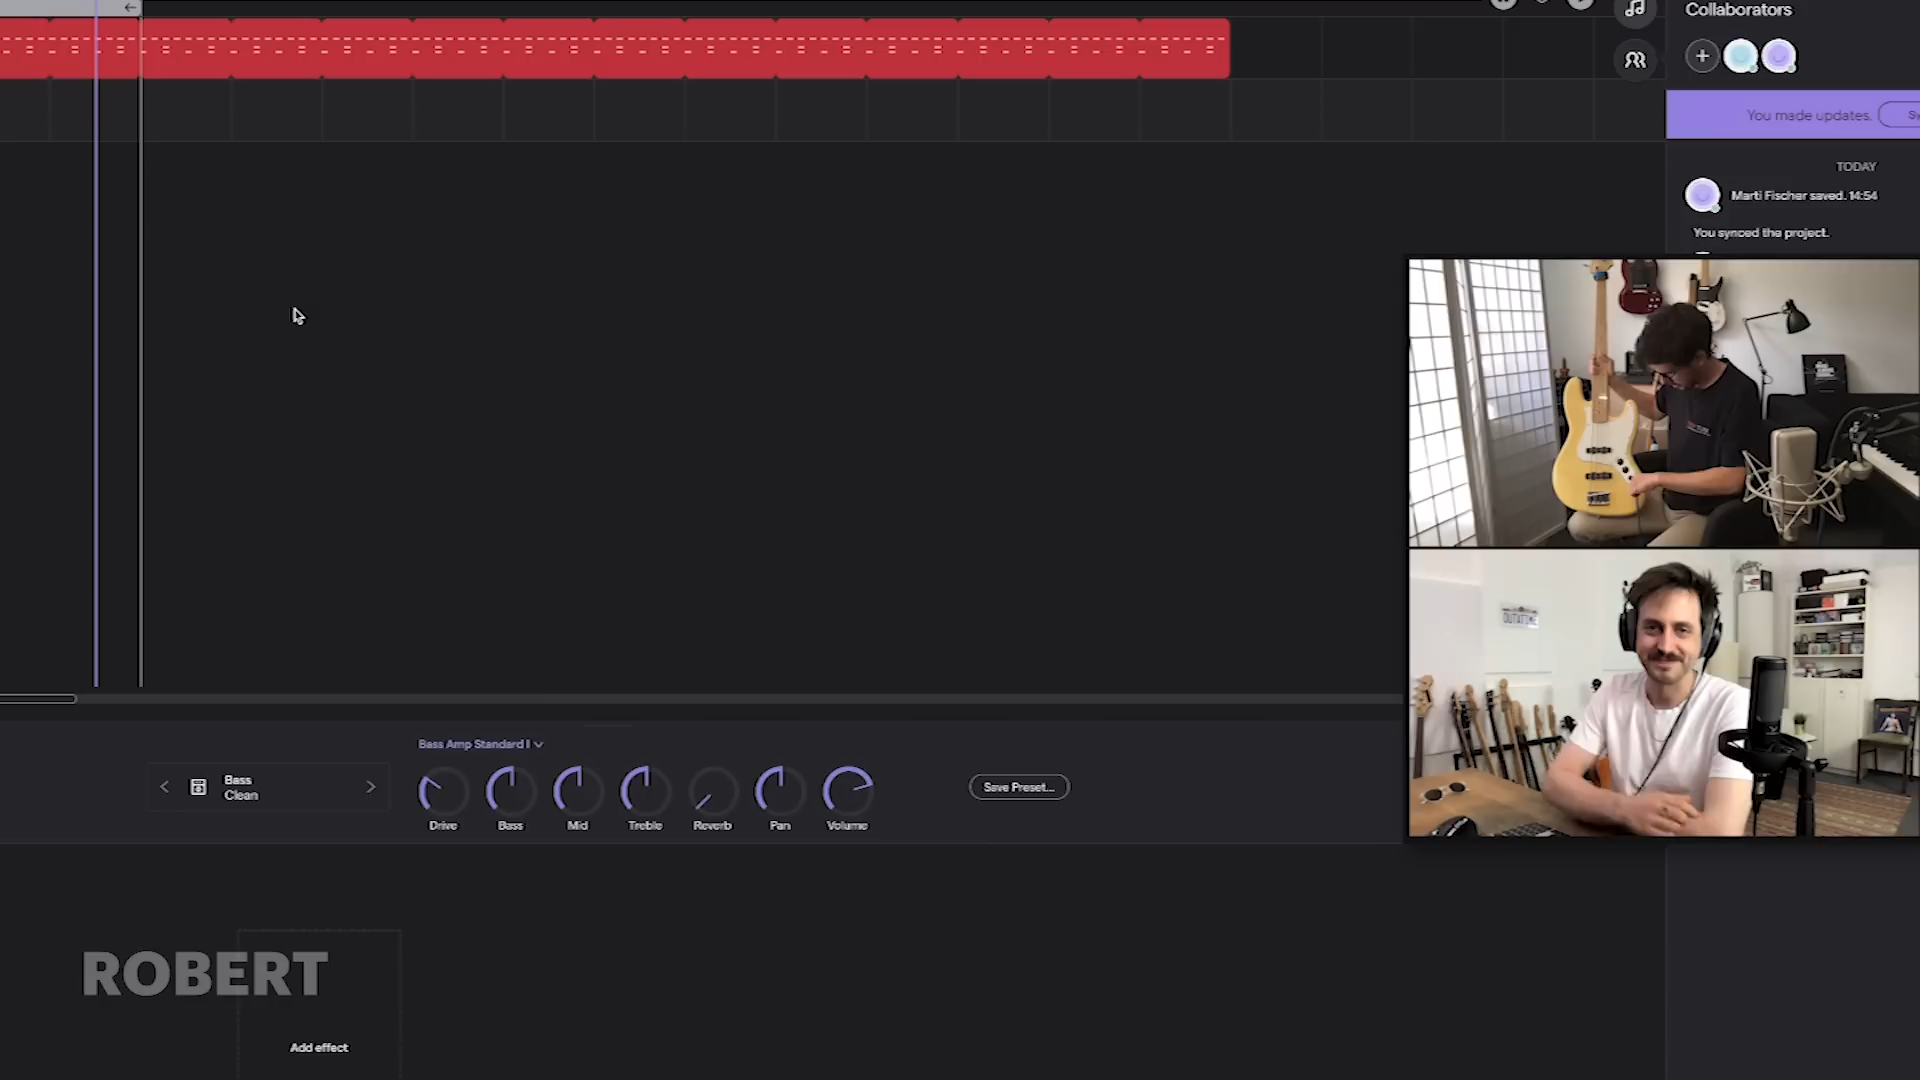 Collaborators
You made updates.
TODAY
Marti Fischer saved. 14:54
You synced the project.
OUTATIME
Bass Amp Standard I
Bass
Clean
Drive
Bass
Mid
Treble
Reverb
Pan
Volume
Save Preset...
ROBERT
Add effect